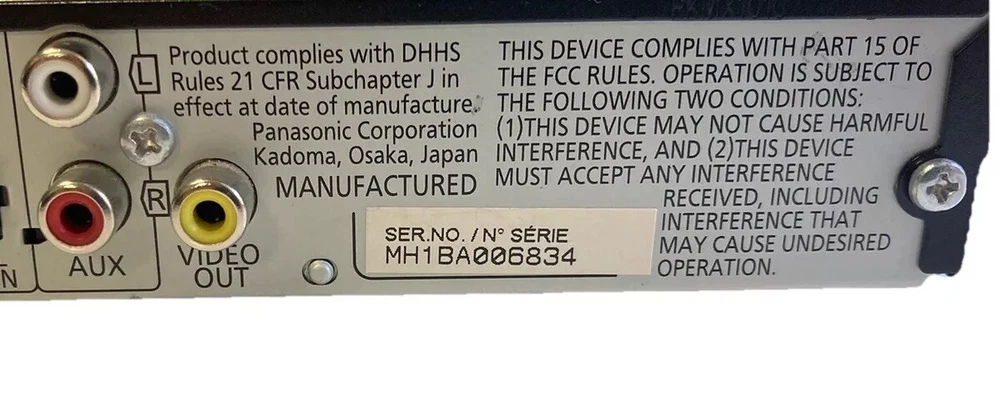 L
R
AUX
VIDEO
OUT
Product complies with DHHS
Rules 21 CFR Subchapter J in
effect at date of manufacture.
Panasonic Corporation
Kadoma, Osaka, Japan
MANUFACTURED
SER.NO. / N° SÉRIE
MH1BA006834
THIS DEVICE COMPLIES WITH PART 15 OF
THE FCC RULES. OPERATION IS SUBJECT TO
THE FOLLOWING TWO CONDITIONS:
(1)THIS DEVICE MAY NOT CAUSE HARMFUL
INTERFERENCE, AND (2)THIS DEVICE
MUST ACCEPT ANY INTERFERENCE
RECEIVED, INCLUDING
INTERFERENCE THAT
MAY CAUSE UNDESIRED
OPERATION.